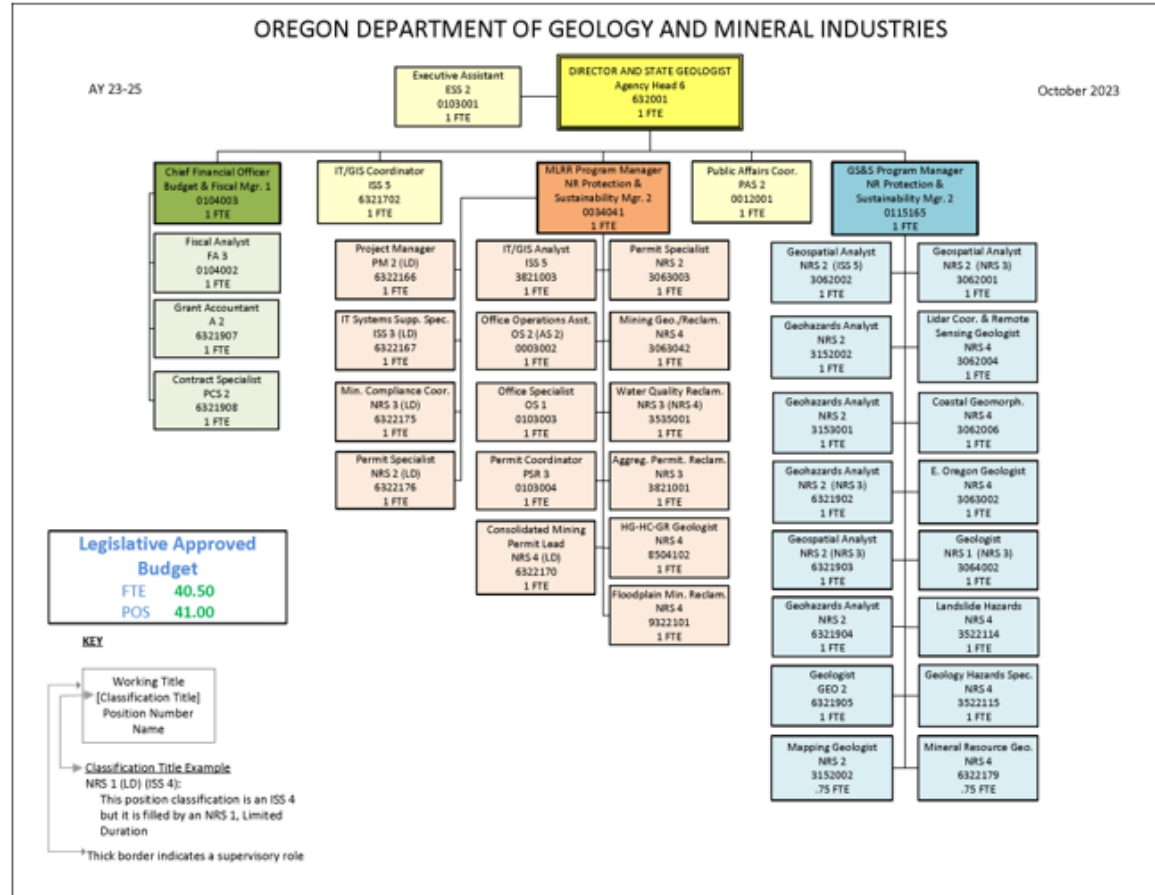 OREGON DEPARTMENT OF GEOLOGY AND MINERAL INDUSTRIES
AY 23-25
October 2023
Executive Assistant
ESS 2
0103001
1 FTE
DIRECTOR AND STATE GEOLOGIST
Agency Head 6
632001
1 FTE
Chief Financial Officer
Budget & Fiscal Mgr. 1
0104003
1 FTE
IT/GIS Coordinator
ISS 5
6321702
1 FTE
MLRR Program Manager
NR Protection &
Sustainability Mgr. 2
0034041
1 FTE
Public Affairs Coor.
PAS 2
0012001
1 FTE
GS&S Program Manager
NR Protection &
Sustainability Mgr. 2
0115165
1 FTE
Fiscal Analyst
FA 3
0104002
1 FTE
Grant Accountant
A 2
6321907
1 FTE
Contract Specialist
PCS 2
6321908
1 FTE
Project Manager
PM 2 (LD)
6322166
1 FTE
IT Systems Supp. Spec.
ISS 3 (LD)
6322167
1 FTE
Min. Compliance Coor.
NRS 3 (LD)
6322175
1 FTE
Permit Specialist
NRS 2 (LD)
6322176
1 FTE
IT/GIS Analyst
ISS 5
3821003
1 FTE
Office Operations Asst.
OS 2 (AS 2)
0003002
1 FTE
Office Specialist
OS 1
0103003
1 FTE
Permit Coordinator
PSR 3
0103004
1 FTE
Consolidated Mining
Permit Lead
NRS 4 (LD)
6322170
1 FTE
Permit Specialist
NRS 2
3063003
1 FTE
Mining Geo./Reclam.
NRS 4
3063042
1 FTE
Water Quality Reclam.
NRS 3 (NRS 4)
3535001
1 FTE
Aggreg. Permit. Reclam.
NRS 3
3821001
1 FTE
HG-HC-GR Geologist
NRS 4
8504102
1 FTE
Floodplain Min. Reclam.
NRS 4
9322101
1 FTE
Geospatial Analyst
NRS 2 (ISS 5)
3062002
1 FTE
Geohazards Analyst
NRS 2
3152002
1 FTE
Geohazards Analyst
NRS 2
3153001
1 FTE
Geohazards Analyst
NRS 2 (NRS 3)
6321902
1 FTE
Geospatial Analyst
NRS 2 (NRS 3)
6321903
1 FTE
Geohazards Analyst
NRS 2
6321904
1 FTE
Geologist
GEO 2
6321905
1 FTE
Mapping Geologist
NRS 2
3152002
.75 FTE
Geospatial Analyst
NRS 2 (NRS 3)
3062001
1 FTE
Lidar Coor. & Remote
Sensing Geologist
NRS 4
3062004
1 FTE
Coastal Geomorph.
NRS 4
3062006
1 FTE
E. Oregon Geologist
NRS 4
3063002
1 FTE
Geologist
NRS 1 (NRS 3)
3064002
1 FTE
Landslide Hazards
NRS 4
3522114
1 FTE
Geology Hazards Spec.
NRS 4
3522115
1 FTE
Mineral Resource Geo.
NRS 4
6322179
.75 FTE
Legislative Approved
Budget
FTE 40.50
POS 41.00
KEY
Working Title
[Classification Title]
Position Number
Name
Classification Title Example
NRS 1 (LD) (ISS 4):
This position classification is an ISS 4
but it is filled by an NRS 1, Limited
Duration
Thick border indicates a supervisory role